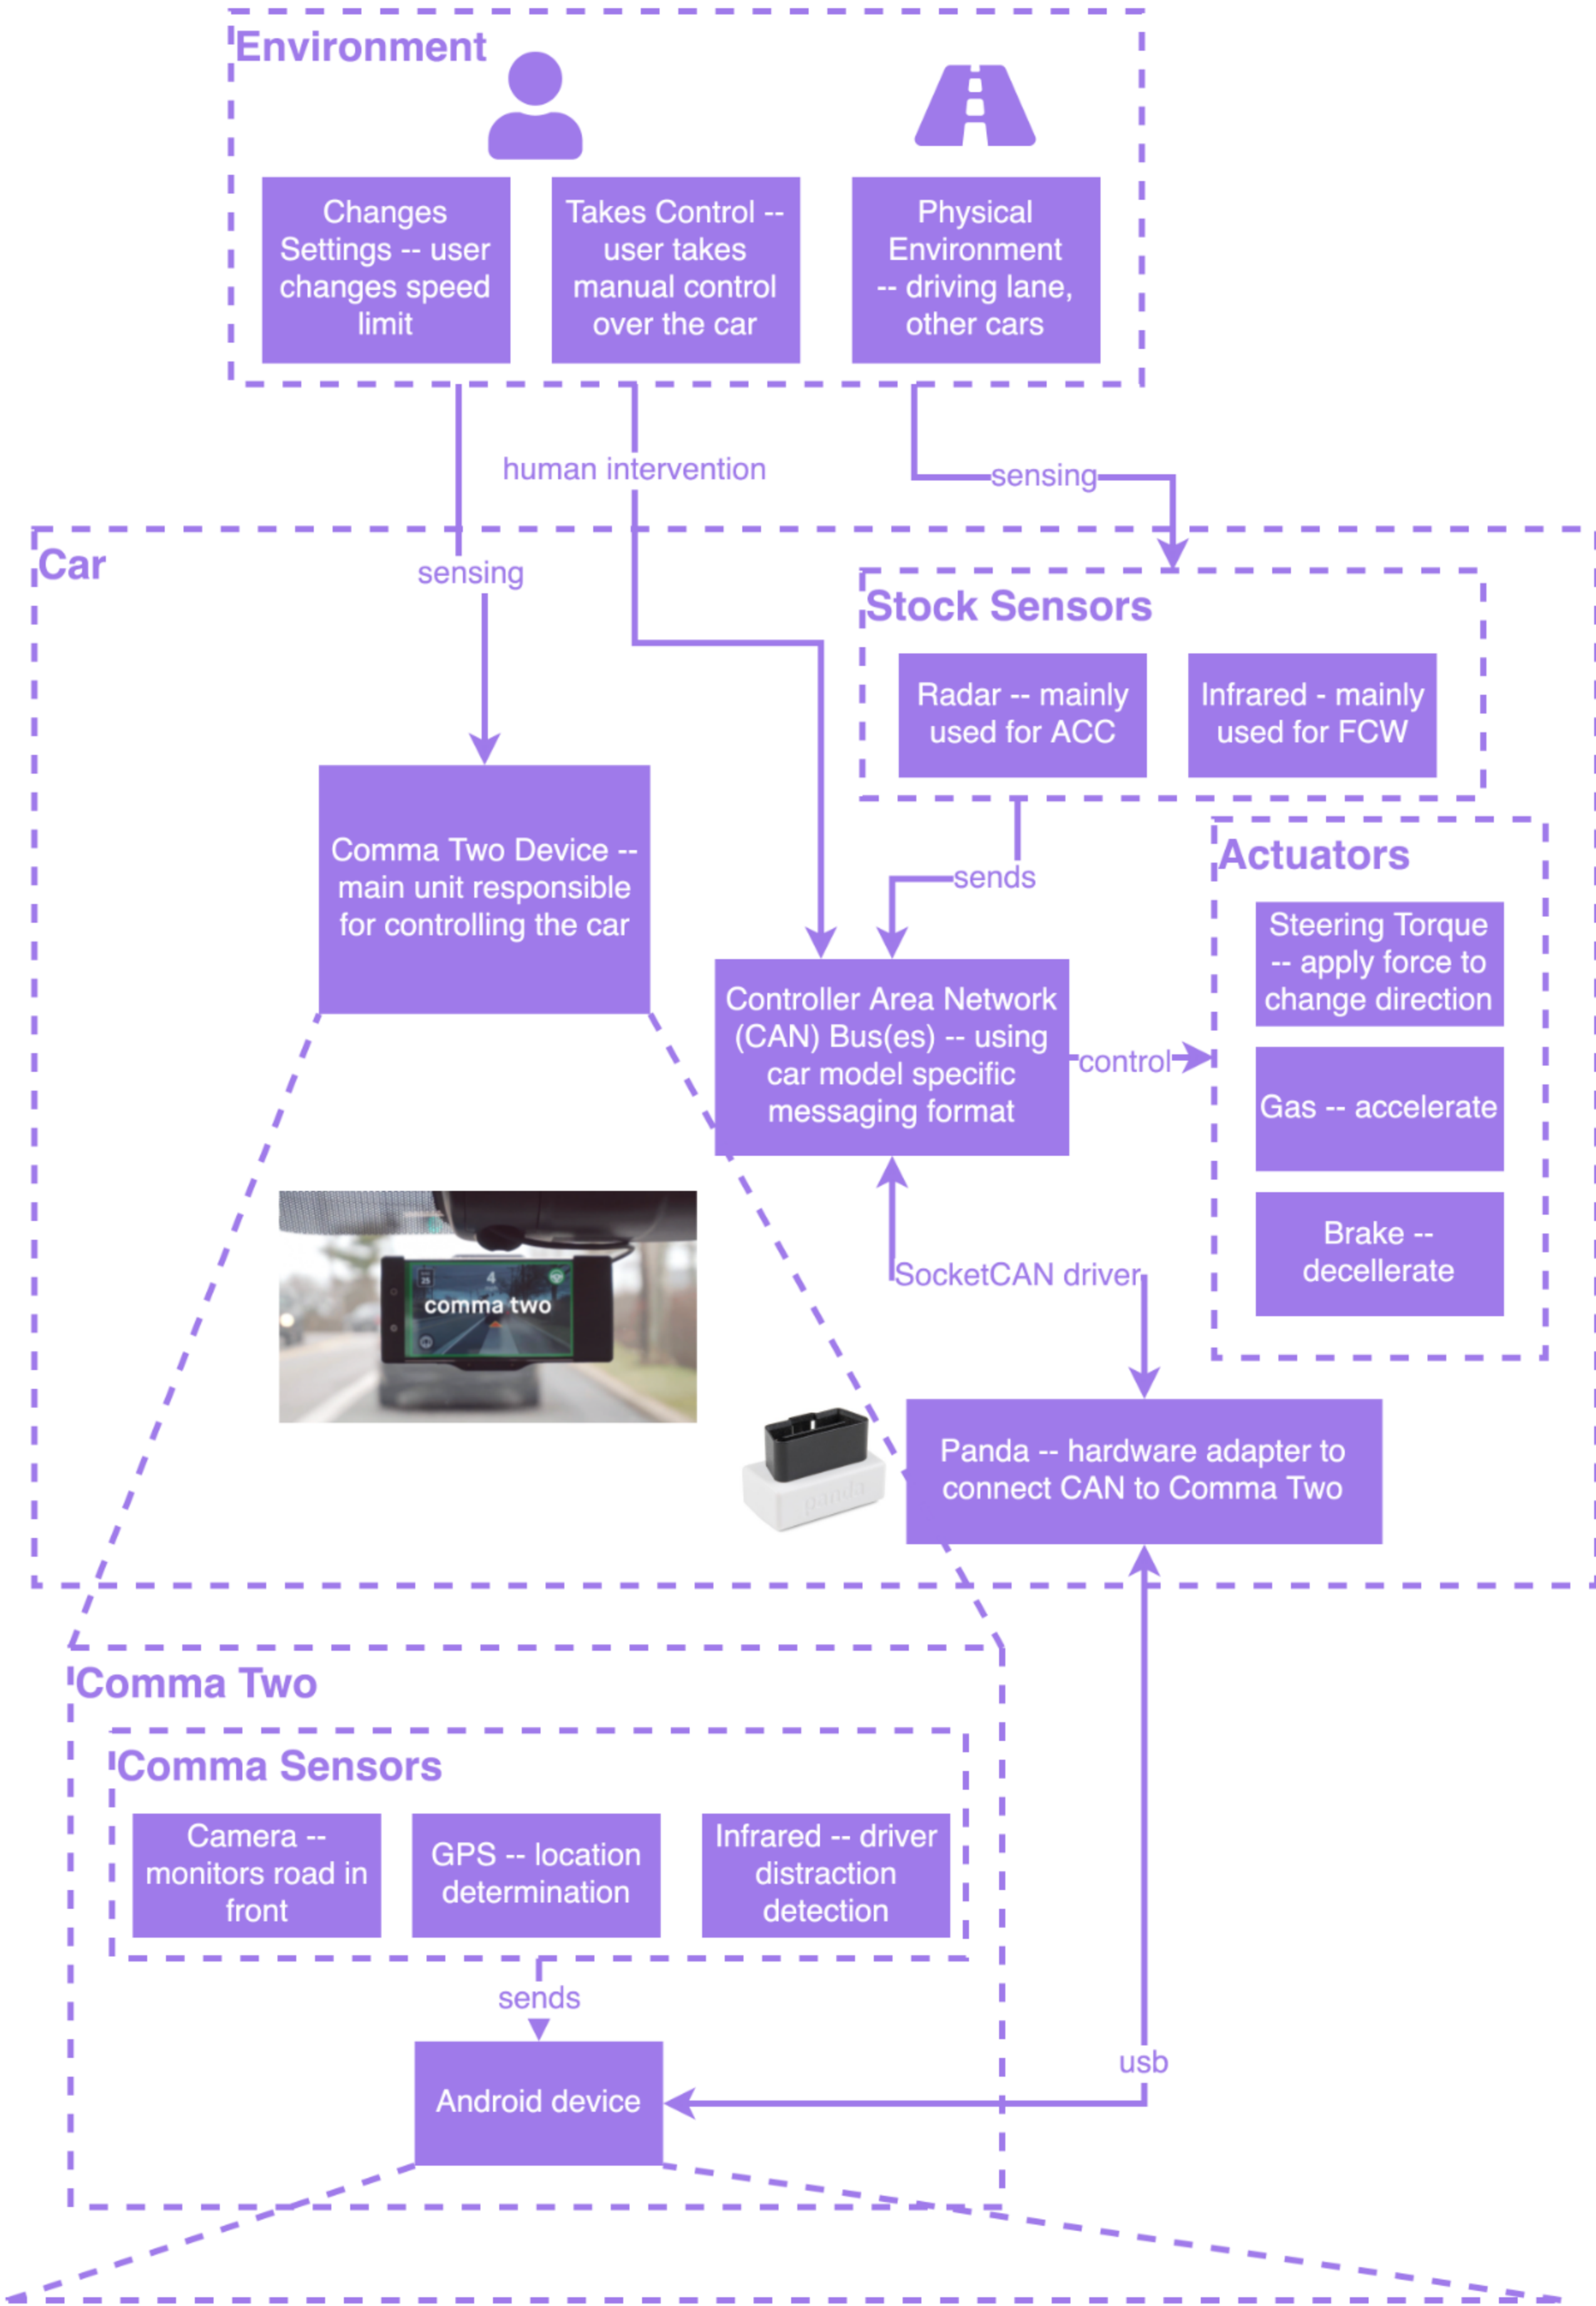 Environment
Changes
Settings -- user
changes speed
limit
Takes Control --
user takes
manual control
over the car
Physical
Environment
-- driving lane,
other cars
human intervention
sensing
Car
sensing
Stock Sensors
Radar -- mainly
used for ACC
Infrared - mainly
used for FCW
Comma Two Device --
main unit responsible
for controlling the car
sends
Actuators
Steering Torque
-- apply force to
change direction
Gas -- accelerate
Brake --
decellerate
Controller Area Network
(CAN) Bus(es) -- using
car model specific
messaging format
control
SocketCAN driver
25
4
comma two
panda
Panda -- hardware adapter to
connect CAN to Comma Two
Comma Two
Comma Sensors
Camera --
monitors road in
front
GPS -- location
determination
Infrared -- driver
distraction
detection
sends
usb
Android device